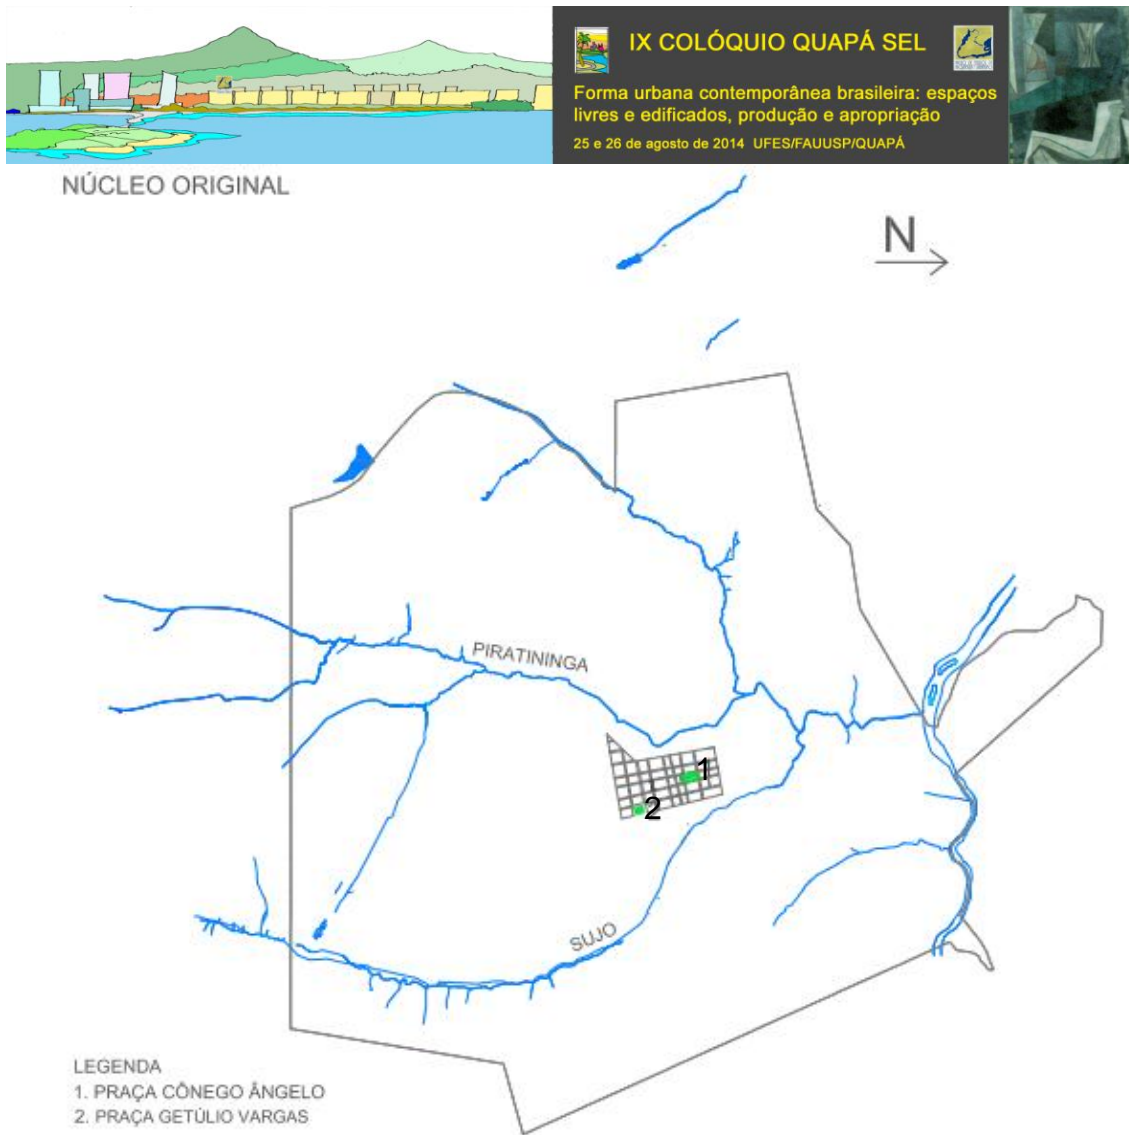 IX COLÓQUIO QUAPÁ SEL
Forma urbana contemporânea brasileira: espaços
livres e edificados, produção e apropriação
25 e 26 de agosto de 2014 UFES/FAUUSP/QUAPÁ
NÚCLEO ORIGINAL
N
PIRATININGA
1
2
SUJO
LEGENDA
1. PRAÇA CÔNEGO ÂNGELO
2. PRAÇA GETÚLIO VARGAS